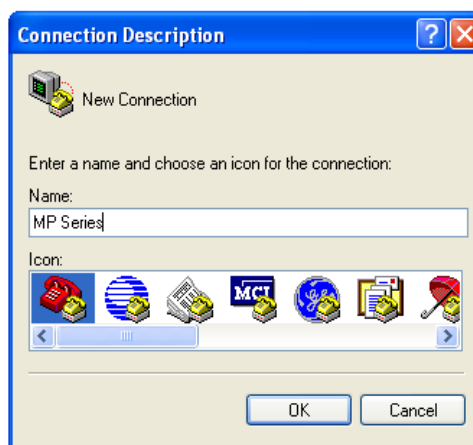 Connection Description
New Connection
Enter a name and choose an icon for the connection:
Name:
MP Series
Icon:
MCI
OK
Cancel